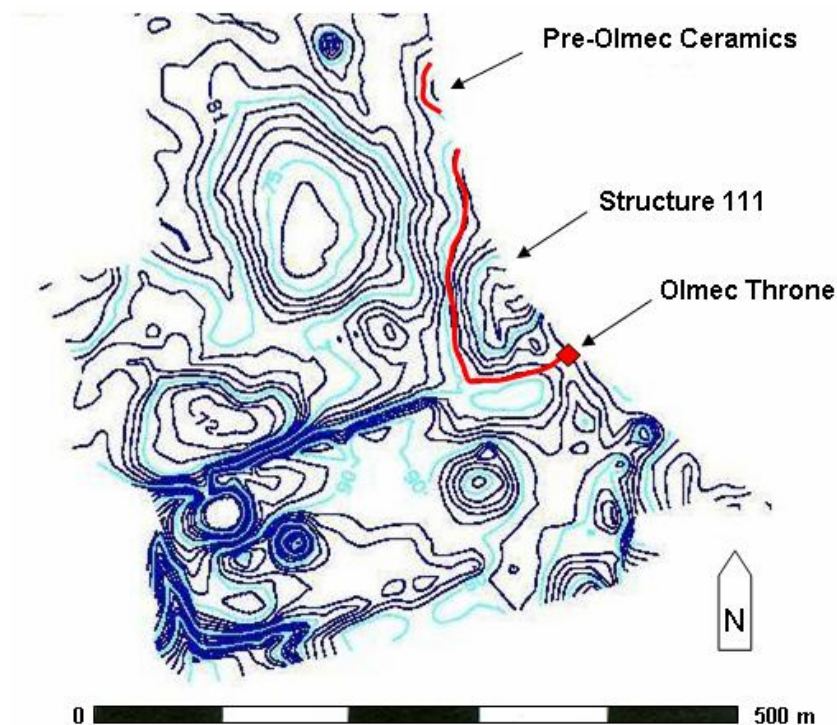 Pre-Olmec Ceramics
81
75
Structure 111
Olmec Throne
72
90
90
N
0
500 m